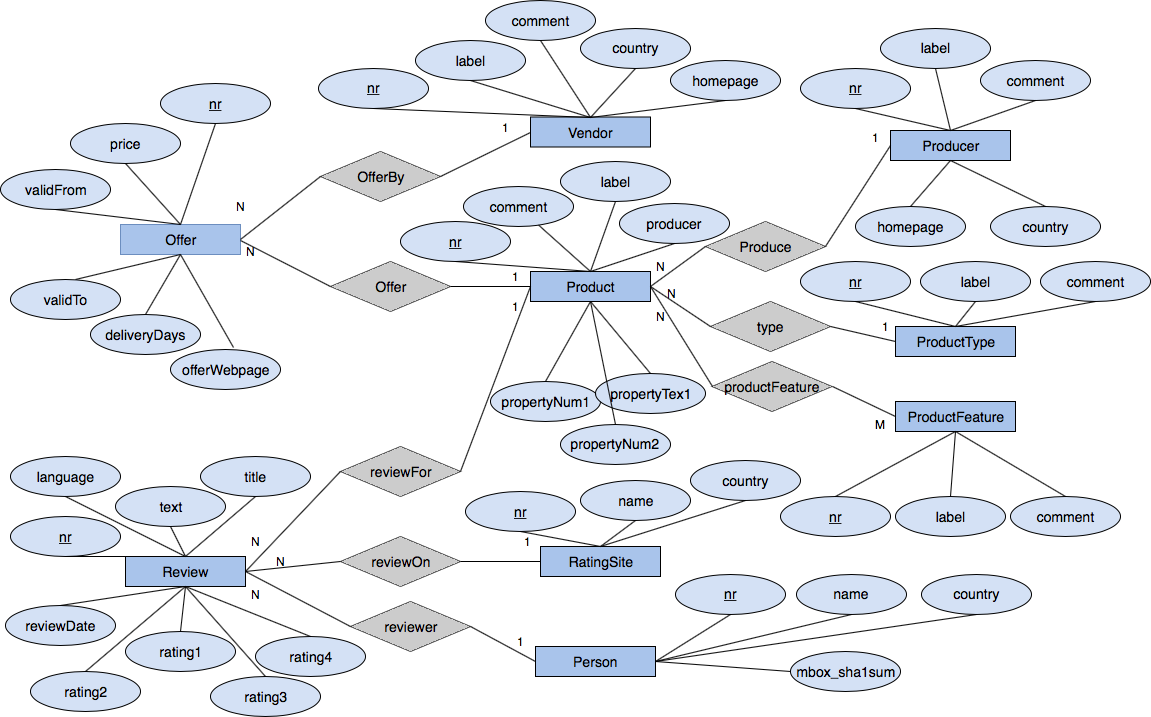 comment
country
label
homepage
nr
Vendor
1
label
comment
nr
Producer
1
homepage
country
nr
price
validFrom
Offer
N
N
validTo
deliveryDays
offerWebpage
OfferBy
Offer
1
1
label
comment
producer
nr
Product
N
N
N
propertyNum1
propertyTex1
propertyNum2
Produce
type
productFeature
nr
label
comment
1
ProductType
M
ProductFeature
nr
label
comment
reviewFor
reviewOn
reviewer
language
title
text
nr
Review
N
N
N
reviewDate
rating1
rating4
rating2
rating3
country
name
nr
1
RatingSite
nr
name
country
1
Person
mbox_sha1sum